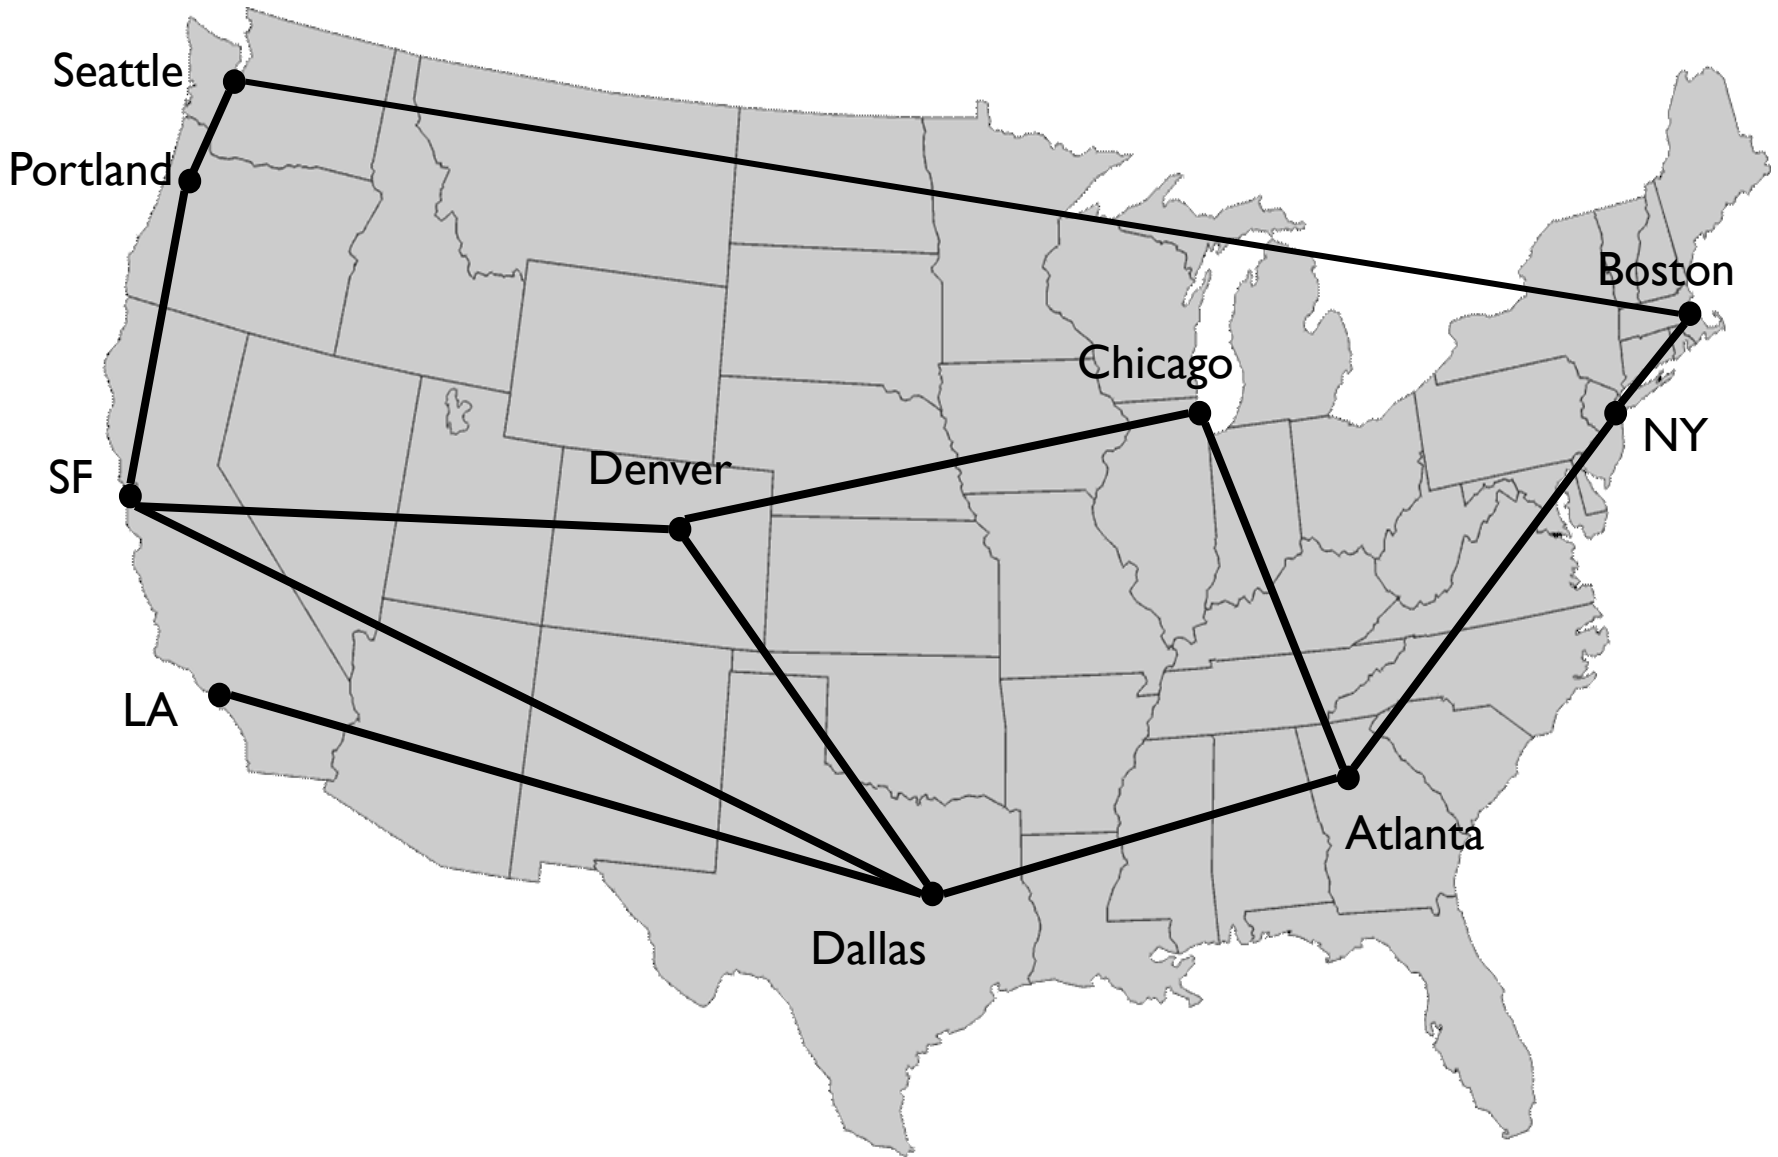 Seattle
Portland
Boston
Chicago
NY
Denver
SF
LA
Atlanta
Dallas